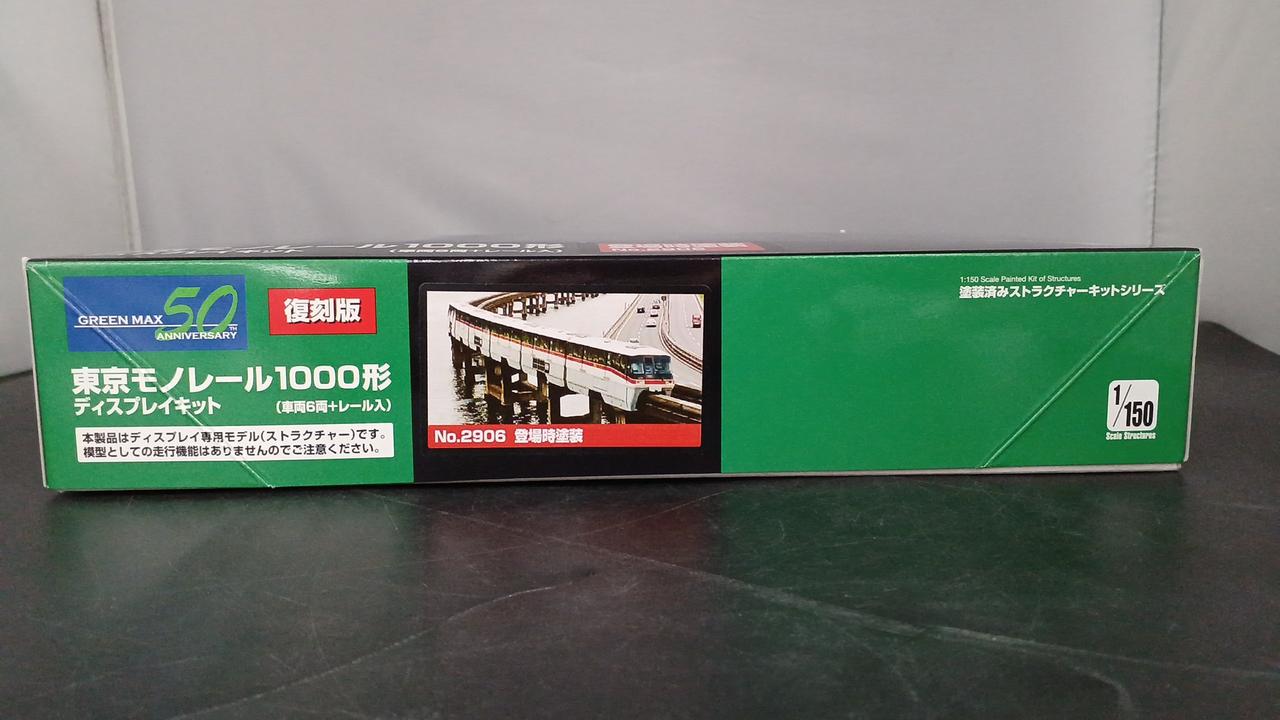 GREEN MAX 50TH
ANNIVERSARY
復刻版
東京モノレール1000形
ディスプレイキット (車両6両+レール入)
本製品はディスプレイ専用モデル(ストラクチャー)です。
模型としての走行機能はありませんのでご注意ください。
No.2906 登場時塗装
1:150 Scale Painted Kit of Structures
塗装済みストラクチャーキットシリーズ
1/150
Scale Structures